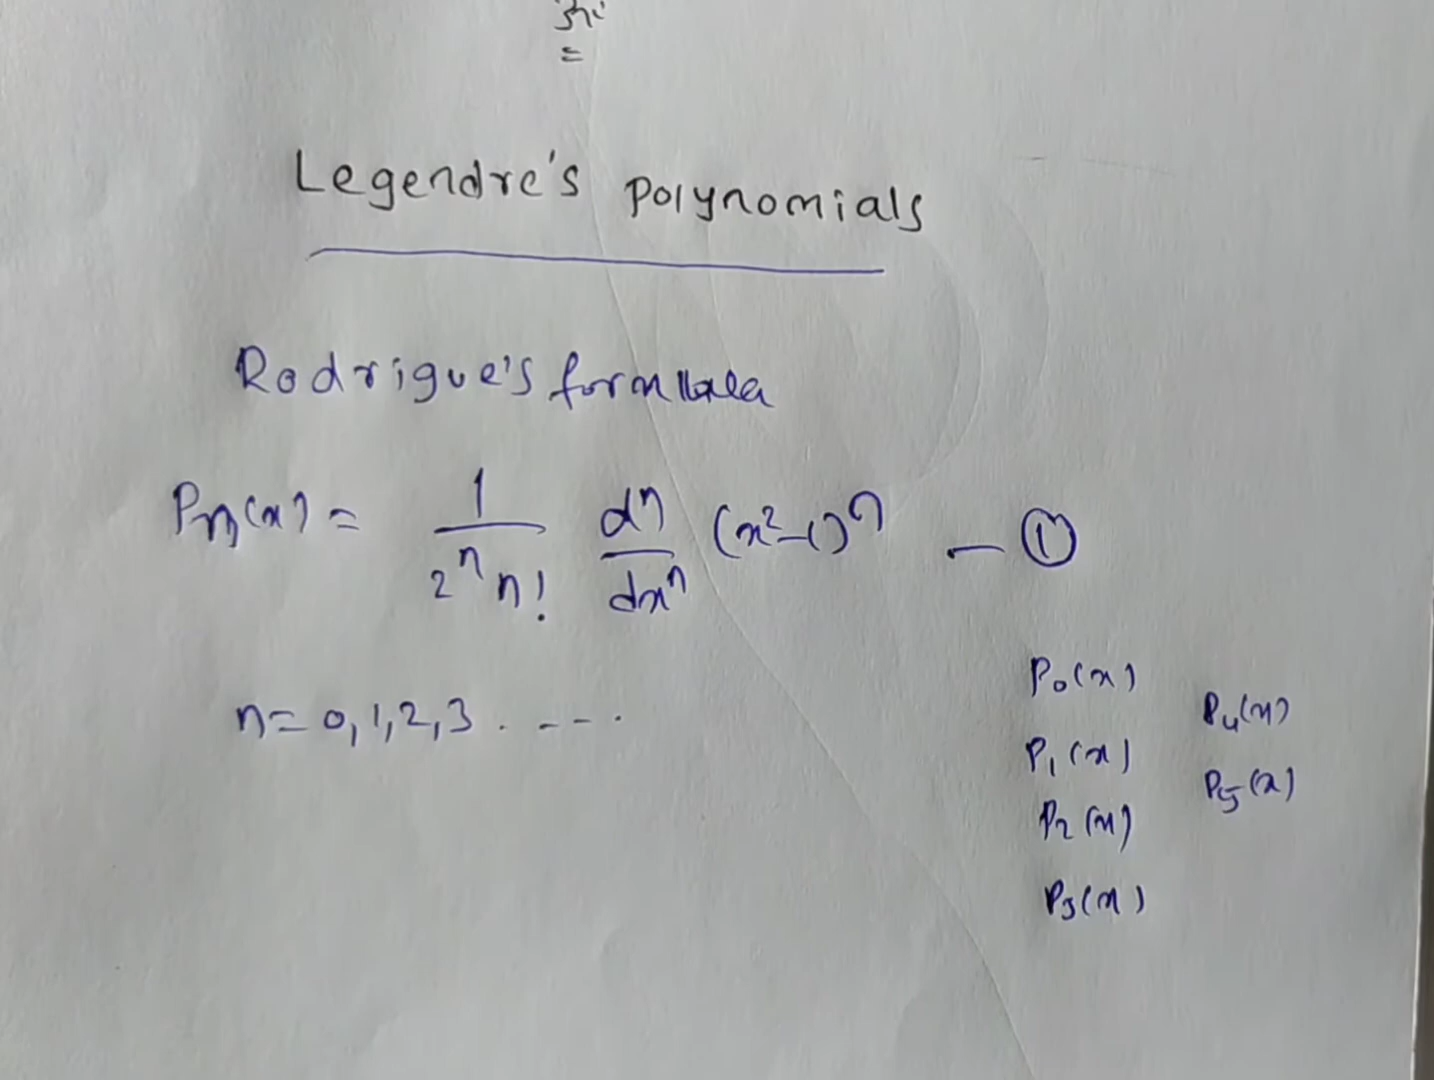 Legendre's Polynomials
Rodrigue's formula
Pn(x) = 1/(2^n n!) d^n/dx^n (x²-1)^n — ①
n = 0,1,2,3 . - - - .
P₀(x)
P₁(x)
P₂(x)
P₃(x)
P₄(x)
P₅(x)